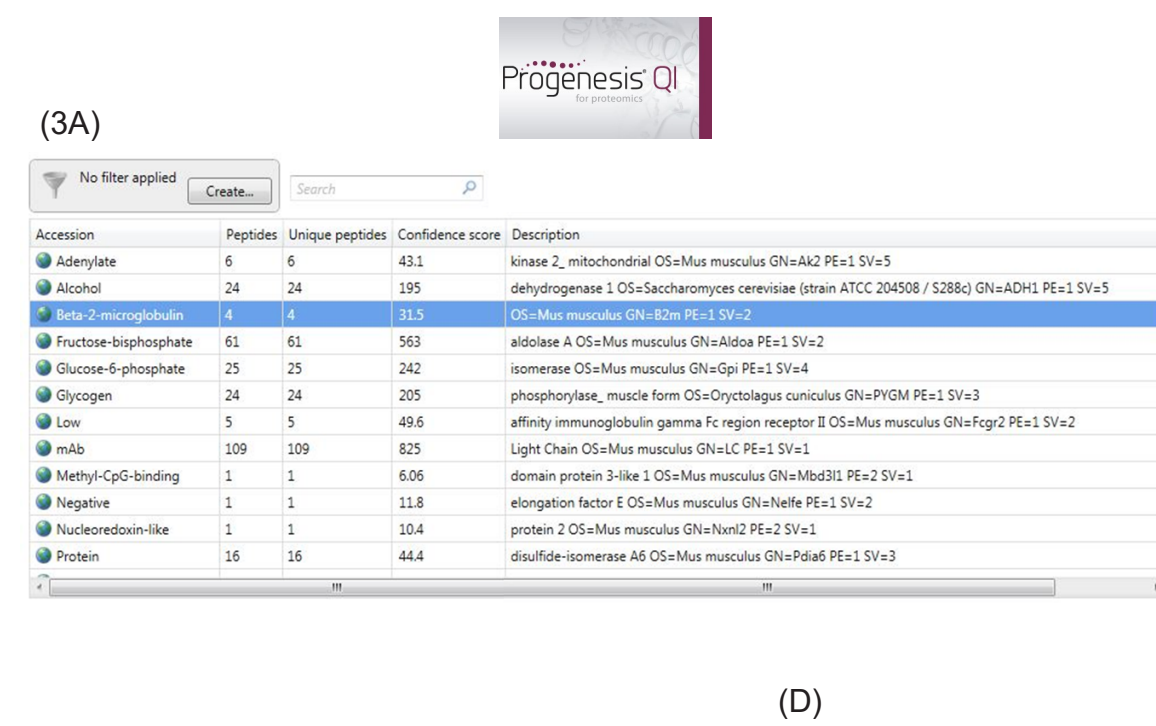 Progenesis QI
for proteomics
(3A)
No filter applied
Create...
Search
Accession Peptides Unique peptides Confidence score Description
Adenylate 6 6 43.1 kinase 2_ mitochondrial OS=Mus musculus GN=Ak2 PE=1 SV=5
Alcohol 24 24 195 dehydrogenase 1 OS=Saccharomyces cerevisiae (strain ATCC 204508 / S288c) GN=ADH1 PE=1 SV=5
Beta-2-microglobulin 4 4 31.5 OS=Mus musculus GN=B2m PE=1 SV=2
Fructose-bisphosphate 61 61 563 aldolase A OS=Mus musculus GN=Aldoa PE=1 SV=2
Glucose-6-phosphate 25 25 242 isomerase OS=Mus musculus GN=Gpi PE=1 SV=4
Glycogen 24 24 205 phosphorylase_ muscle form OS=Oryctolagus cuniculus GN=PYGM PE=1 SV=3
Low 5 5 49.6 affinity immunoglobulin gamma Fc region receptor II OS=Mus musculus GN=Fcgr2 PE=1 SV=2
mAb 109 109 825 Light Chain OS=Mus musculus GN=LC PE=1 SV=1
Methyl-CpG-binding 1 1 6.06 domain protein 3-like 1 OS=Mus musculus GN=Mbd3l1 PE=2 SV=1
Negative 1 1 11.8 elongation factor E OS=Mus musculus GN=Nelfe PE=1 SV=2
Nucleoredoxin-like 1 1 10.4 protein 2 OS=Mus musculus GN=Nxnl2 PE=2 SV=1
Protein 16 16 44.4 disulfide-isomerase A6 OS=Mus musculus GN=Pdia6 PE=1 SV=3
(D)